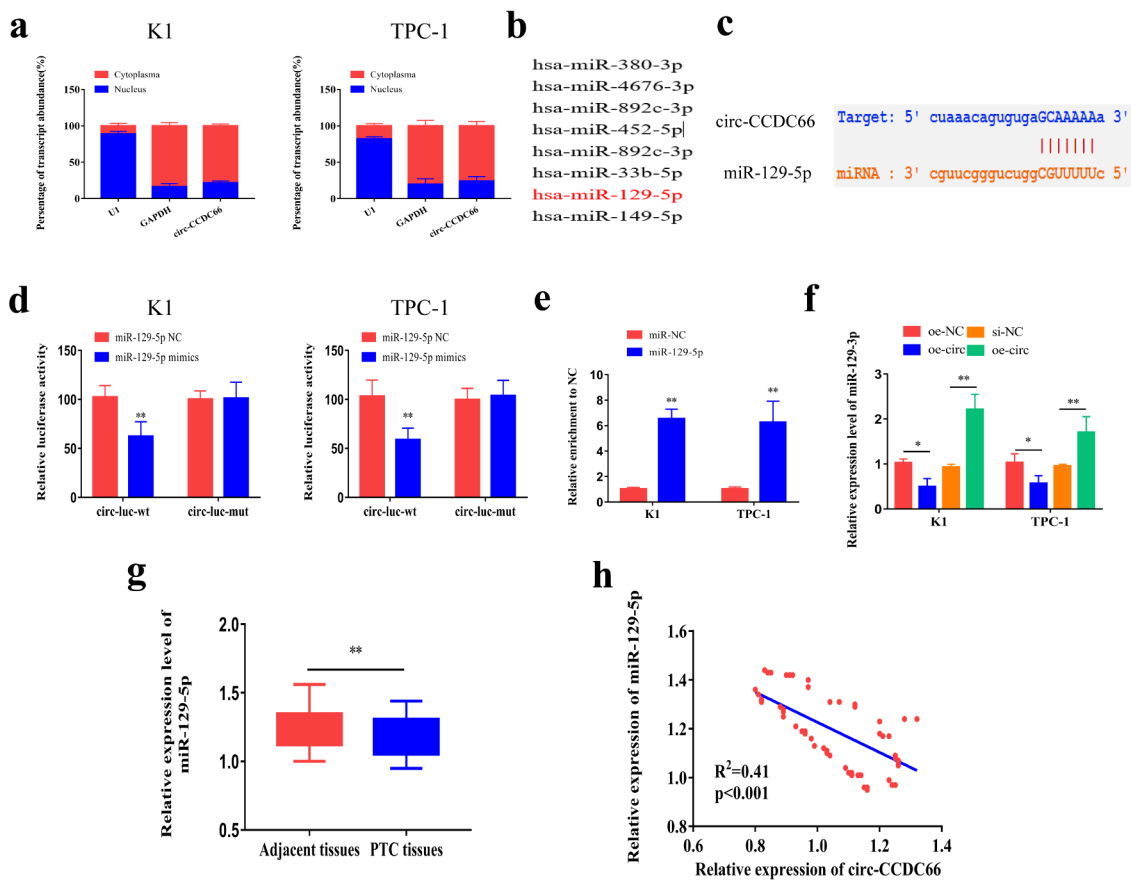 a
K1
TPC-1
Persentage of transcript abundance(%)
Cytoplasma
Nucleus
150
100
50
0
U1
GAPDH
circ-CCDC66
Persentage of transcript abundance(%)
Cytoplasma
Nucleus
150
100
50
0
U1
GAPDH
circ-CCDC66
b
hsa-miR-380-3p
hsa-miR-4676-3p
hsa-miR-892c-3p
hsa-miR-452-5p
hsa-miR-892c-3p
hsa-miR-33b-5p
hsa-miR-129-5p
hsa-miR-149-5p
c
circ-CCDC66
Target: 5' cuaaacagugugaGCAAAAAa 3'
|||||||
miR-129-5p
miRNA : 3' cguucgggucuggCGUUUUUc 5'
d
K1
TPC-1
Relative luciferase activity
miR-129-5p NC
miR-129-5p mimics
150
100
50
0
**
circ-luc-wt
circ-luc-mut
Relative luciferase activity
miR-129-5p NC
miR-129-5p mimics
150
100
50
0
**
circ-luc-wt
circ-luc-mut
e
Relative enrichment to NC
miR-NC
miR-129-5p
10
8
6
4
2
0
**
**
K1
TPC-1
f
Relative expression level of miR-129-3p
oe-NC
si-NC
oe-circ
oe-circ
3
2
1
0
*
**
*
**
K1
TPC-1
g
Relative expression level of
miR-129-5p
2.0
1.5
1.0
0.5
**
Adjacent tissues
PTC tissues
h
Relative expression of miR-129-5p
1.6
1.4
1.2
1.0
0.8
R²=0.41
p<0.001
0.6
0.8
1.0
1.2
1.4
Relative expression of circ-CCDC66